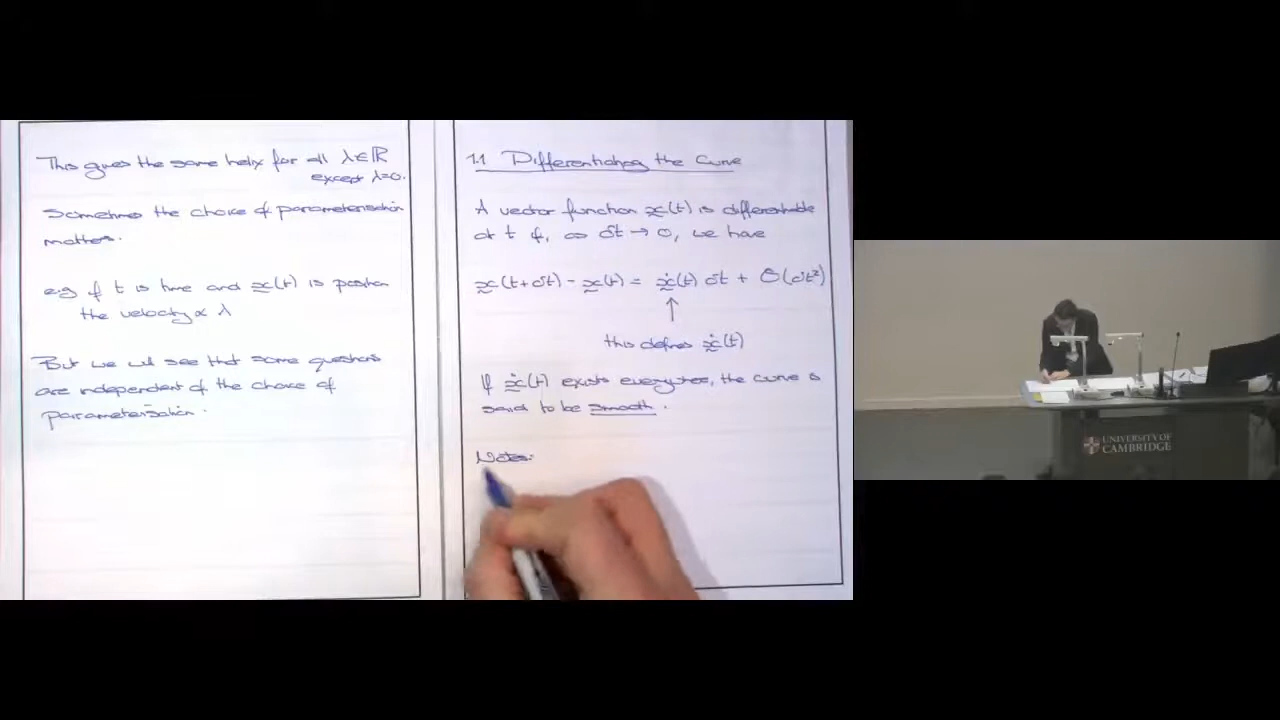 This gives the same helix for all λ∈ℝ
except λ=0.
Sometimes the choice of parameterisation
matters.
e.g. if t is time and x(t) is position
the velocity ∝ λ
But we will see that some questions
are independent of the choice of
parameterisation.
1.1 Differentiating the Curve
A vector function x(t) is differentiable
at t if, as δt → 0, we have
x(t+δt) - x(t) = ẋ(t) δt + O(δt²)
↑
this defines ẋ(t)
If ẋ(t) exists everywhere, the curve is
said to be smooth.
Notes:
UNIVERSITY OF
CAMBRIDGE